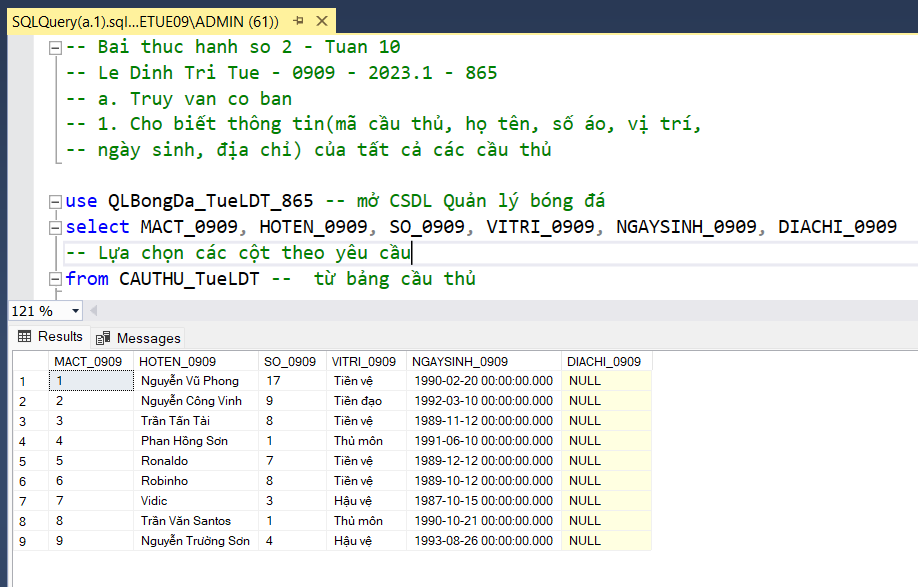 SQLQuery(a.1).sql...ETUE09\ADMIN (61))
-- Bai thuc hanh so 2 - Tuan 10
-- Le Dinh Tri Tue - 0909 - 2023.1 - 865
-- a. Truy van co ban
-- 1. Cho biết thông tin(mã cầu thủ, họ tên, số áo, vị trí,
-- ngày sinh, địa chỉ) của tất cả các cầu thủ
use QLBongDa_TueLDT_865 -- mở CSDL Quản lý bóng đá
select MACT_0909, HOTEN_0909, SO_0909, VITRI_0909, NGAYSINH_0909, DIACHI_0909
-- Lựa chọn các cột theo yêu cầu
from CAUTHU_TueLDT --  từ bảng cầu thủ
121 %
Results Messages
MACT_0909 HOTEN_0909 SO_0909 VITRI_0909 NGAYSINH_0909 DIACHI_0909
1 1 Nguyễn Vũ Phong 17 Tiền vệ 1990-02-20 00:00:00.000 NULL
2 2 Nguyễn Công Vinh 9 Tiền đạo 1992-03-10 00:00:00.000 NULL
3 3 Trần Tấn Tài 8 Tiền vệ 1989-11-12 00:00:00.000 NULL
4 4 Phan Hồng Sơn 1 Thủ môn 1991-06-10 00:00:00.000 NULL
5 5 Ronaldo 7 Tiền vệ 1989-12-12 00:00:00.000 NULL
6 6 Robinho 8 Tiền vệ 1989-10-12 00:00:00.000 NULL
7 7 Vidic 3 Hậu vệ 1987-10-15 00:00:00.000 NULL
8 8 Trần Văn Santos 1 Thủ môn 1990-10-21 00:00:00.000 NULL
9 9 Nguyễn Trường Sơn 4 Hậu vệ 1993-08-26 00:00:00.000 NULL